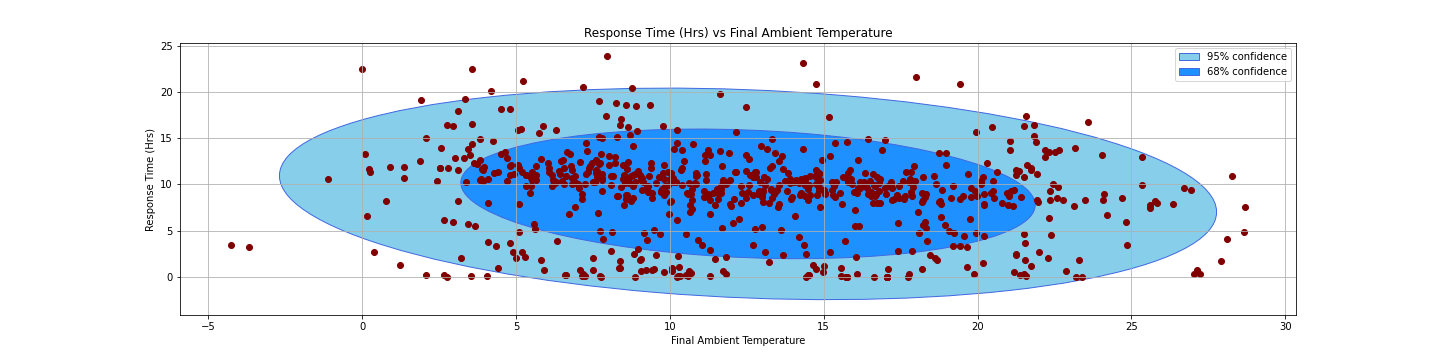 Response Time (Hrs) vs Final Ambient Temperature
95% confidence
68% confidence
Response Time (Hrs)
25
20
15
10
5
0
−5
0
5
10
15
20
25
30
Final Ambient Temperature